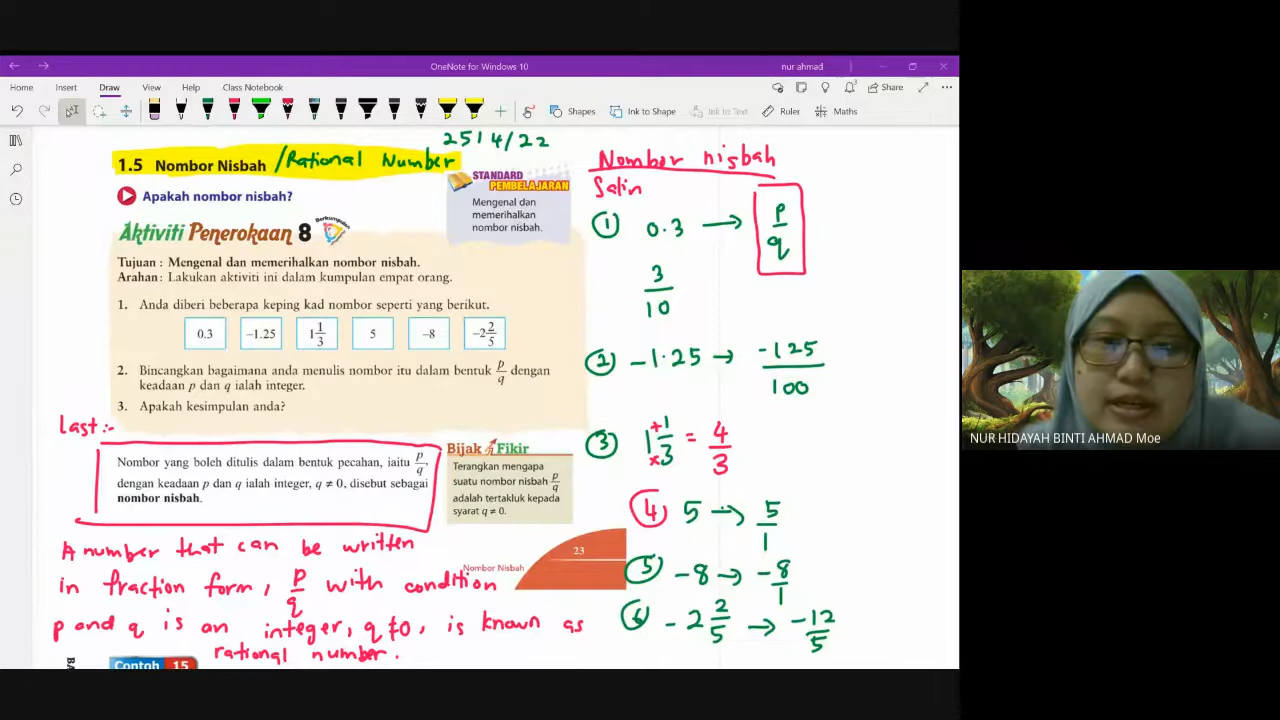 nur ahmad
OneNote for Windows 10
Home Insert Draw View Help Class Notebook
Share
Shapes Ink to Shape Ink to Text Ruler Maths
2514/22
1.5 Nombor Nisbah /Rational Number
Apakah nombor nisbah?
STANDARD
PEMBELAJARAN
Mengenal dan
memerihalkan
nombor nisbah.
Aktiviti Penerokaan 8
Berkumpulan
Tujuan : Mengenal dan memerihalkan nombor nisbah.
Arahan : Lakukan aktiviti ini dalam kumpulan empat orang.
1. Anda diberi beberapa keping kad nombor seperti yang berikut.
0.3 −1.25 1 1/3 5 −8 −2 2/5
2. Bincangkan bagaimana anda menulis nombor itu dalam bentuk p/q dengan
keadaan p dan q ialah integer.
3. Apakah kesimpulan anda?
Last:-
Nombor yang boleh ditulis dalam bentuk pecahan, iaitu p/q,
dengan keadaan p dan q ialah integer, q ≠ 0, disebut sebagai
nombor nisbah.
Bijak Fikir
Terangkan mengapa
suatu nombor nisbah p/q
adalah tertakluk kepada
syarat q ≠ 0.
23
Nombor Nisbah
A number that can be written
in fraction form, p/q with condition
p and q is an integer, q≠0, is known as
rational number.
Contoh 15
Nombor nisbah
Salin
① 0.3 → p/q
3/10
② −1.25 → −125/100
③ 1 1/3 + × = 4/3
④ 5 → 5/1
⑤ −8 → −8/1
⑥ −2 2/5 → −12/5
NUR HIDAYAH BINTI AHMAD Moe